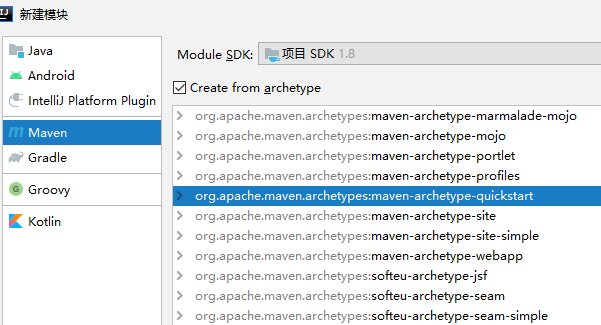 新建模块
Java
Android
IntelliJ Platform Plugin
Maven
Gradle
Groovy
Kotlin
Module SDK: 项目 SDK 1.8
Create from archetype
org.apache.maven.archetypes:maven-archetype-marmalade-mojo
org.apache.maven.archetypes:maven-archetype-mojo
org.apache.maven.archetypes:maven-archetype-portlet
org.apache.maven.archetypes:maven-archetype-profiles
org.apache.maven.archetypes:maven-archetype-quickstart
org.apache.maven.archetypes:maven-archetype-site
org.apache.maven.archetypes:maven-archetype-site-simple
org.apache.maven.archetypes:maven-archetype-webapp
org.apache.maven.archetypes:softeu-archetype-jsf
org.apache.maven.archetypes:softeu-archetype-seam
org.apache.maven.archetypes:softeu-archetype-seam-simple